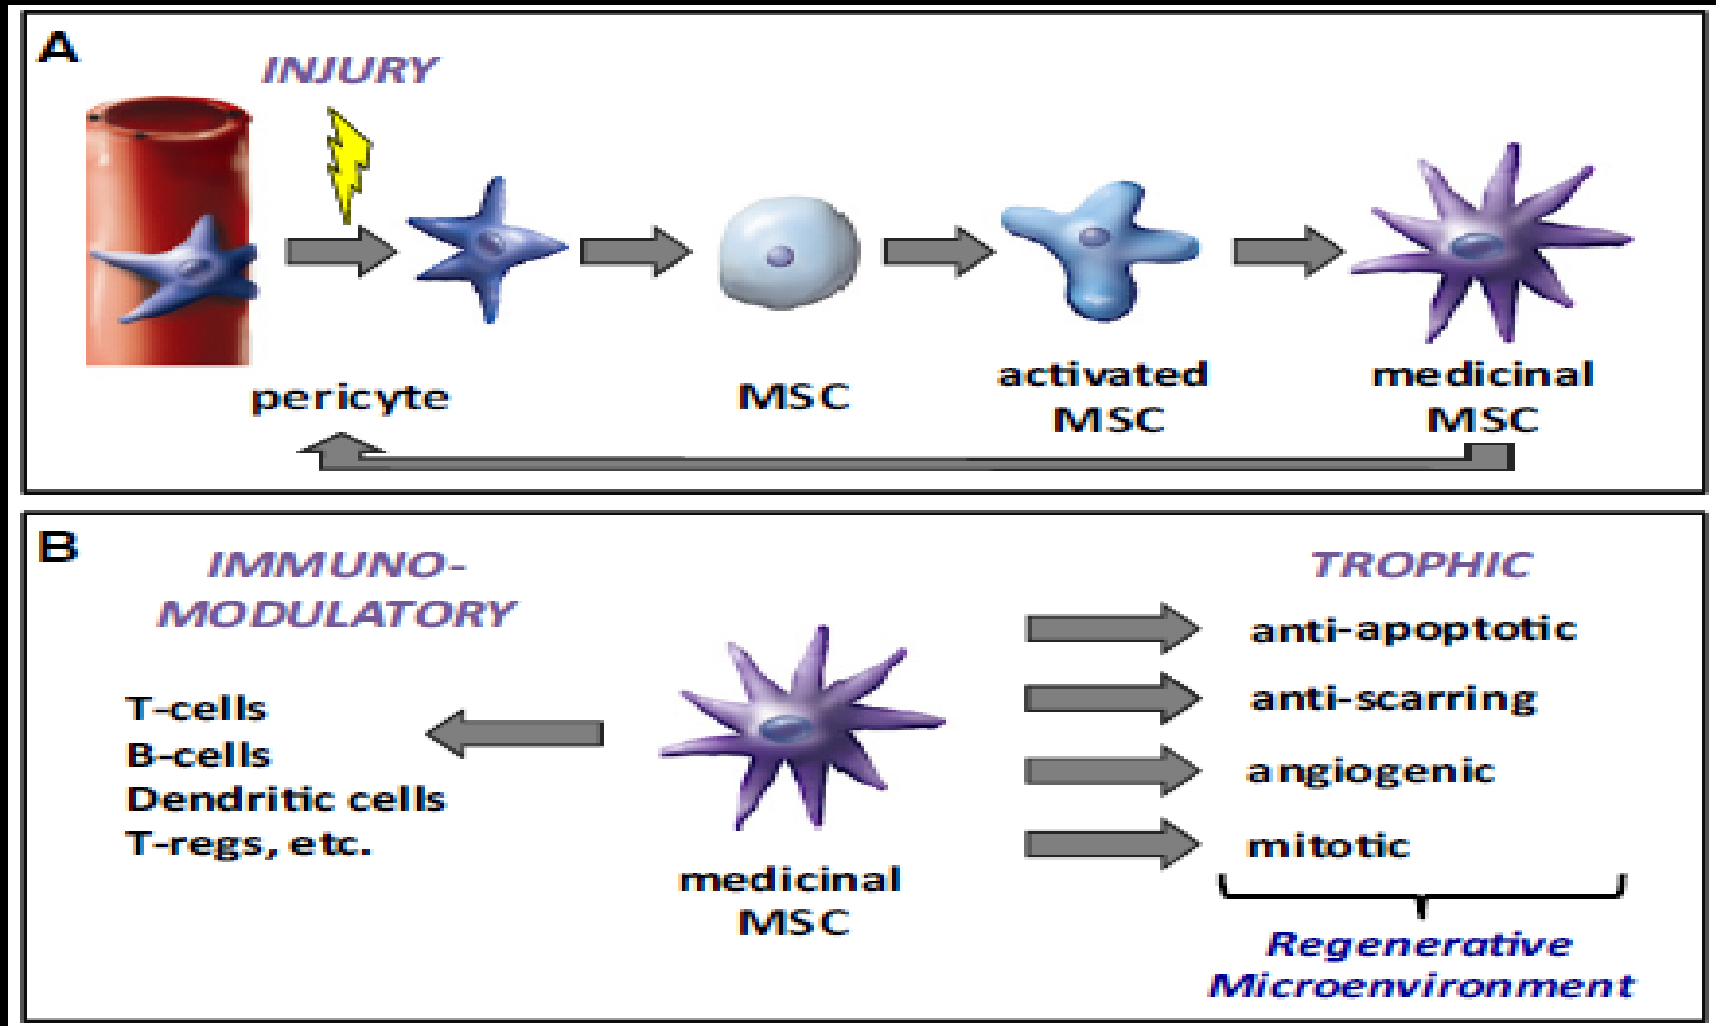 A
INJURY
pericyte
MSC
activated
MSC
medicinal
MSC
B
IMMUNO-
MODULATORY
T-cells
B-cells
Dendritic cells
T-regs, etc.
medicinal
MSC
TROPHIC
anti-apoptotic
anti-scarring
angiogenic
mitotic
Regenerative
Microenvironment